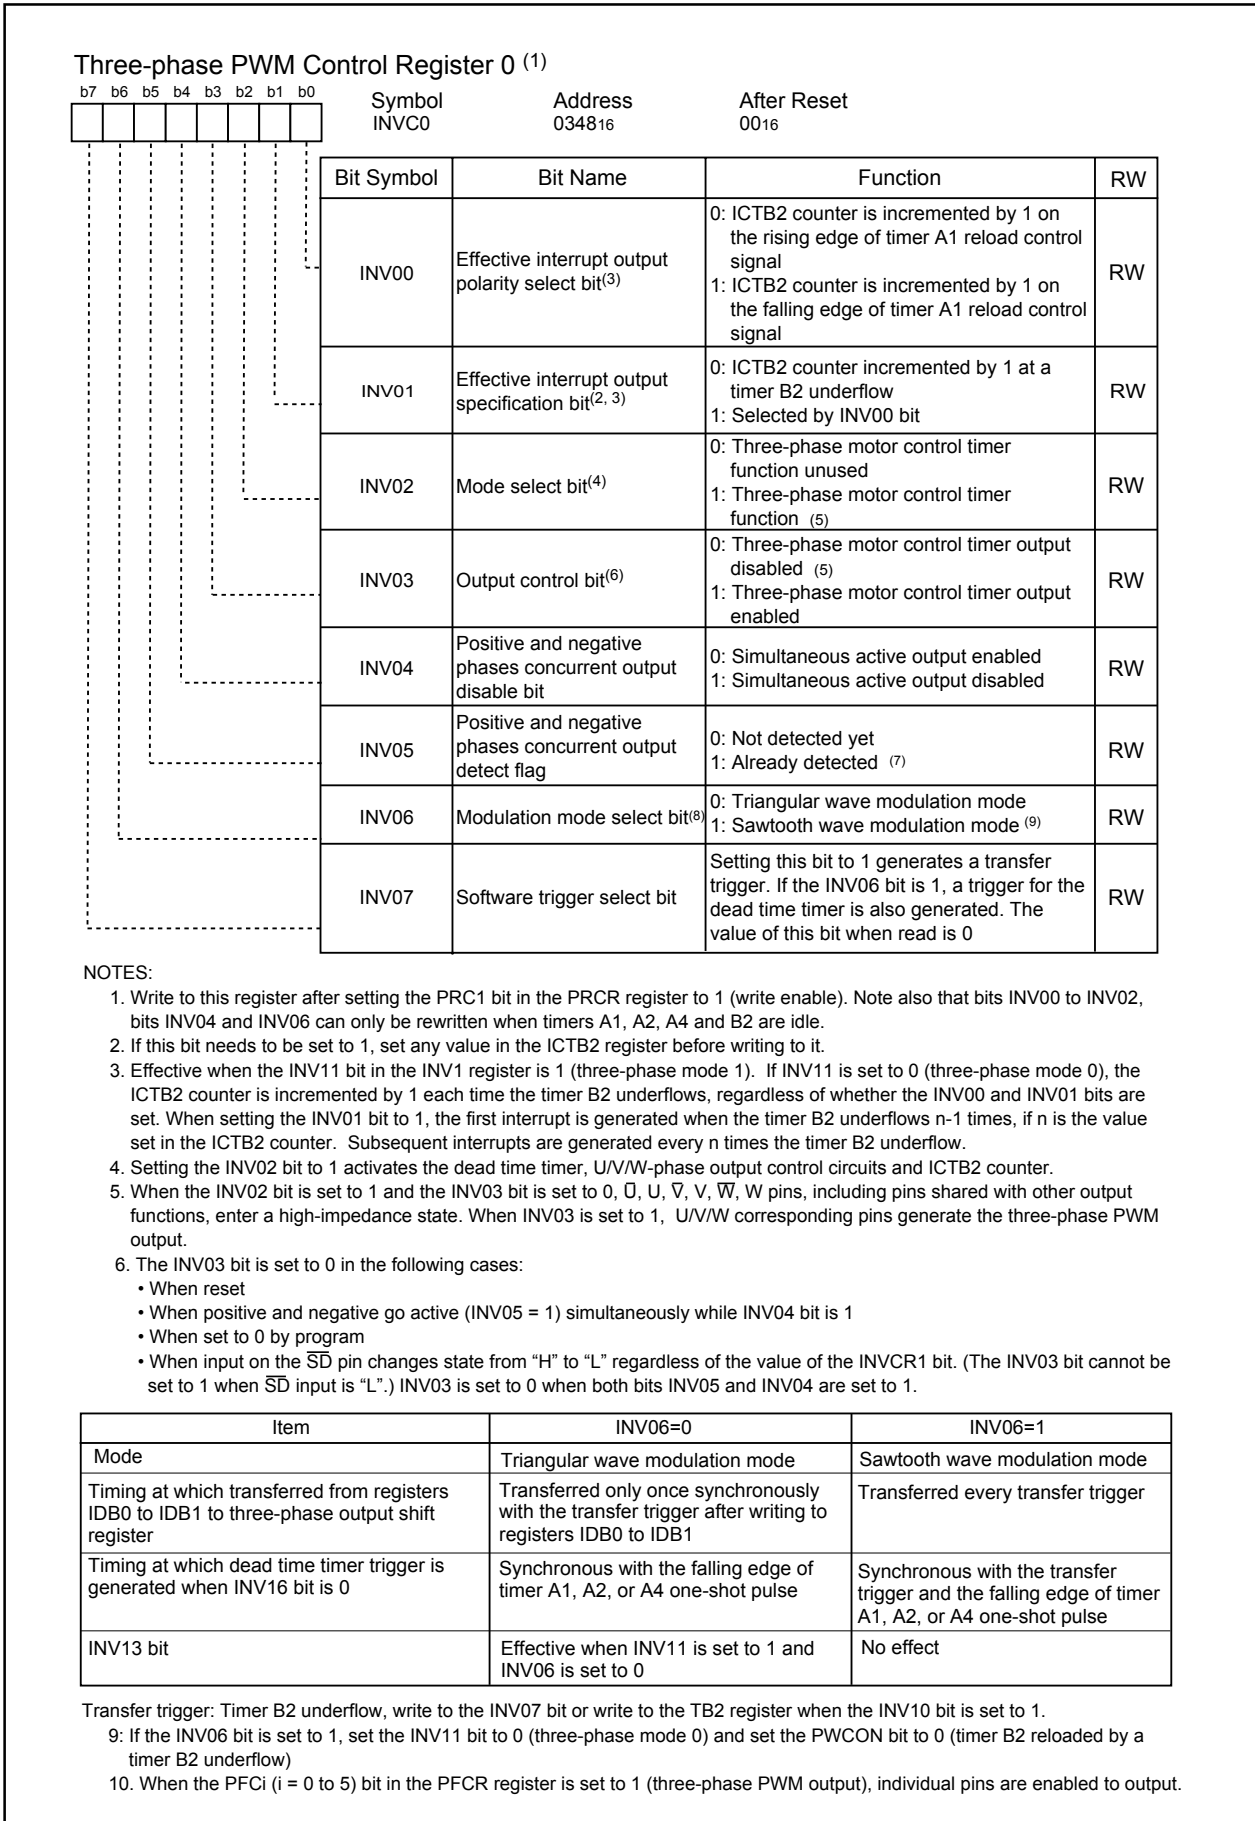 Three-phase PWM Control Register 0 (1)
b7 b6 b5 b4 b3 b2 b1 b0
Symbol Address After Reset
INVC0 034816 0016
Bit Symbol Bit Name Function RW
INV00
Effective interrupt output
polarity select bit(3)
0: ICTB2 counter is incremented by 1 on
the rising edge of timer A1 reload control
signal
1: ICTB2 counter is incremented by 1 on
the falling edge of timer A1 reload control
signal
RW
INV01
Effective interrupt output
specification bit(2, 3)
0: ICTB2 counter incremented by 1 at a
timer B2 underflow
1: Selected by INV00 bit
RW
INV02
Mode select bit(4)
0: Three-phase motor control timer
function unused
1: Three-phase motor control timer
function (5)
RW
INV03
Output control bit(6)
0: Three-phase motor control timer output
disabled (5)
1: Three-phase motor control timer output
enabled
RW
INV04
Positive and negative
phases concurrent output
disable bit
0: Simultaneous active output enabled
1: Simultaneous active output disabled
RW
INV05
Positive and negative
phases concurrent output
detect flag
0: Not detected yet
1: Already detected (7)
RW
INV06
Modulation mode select bit(8)
0: Triangular wave modulation mode
1: Sawtooth wave modulation mode (9)
RW
INV07
Software trigger select bit
Setting this bit to 1 generates a transfer
trigger. If the INV06 bit is 1, a trigger for the
dead time timer is also generated. The
value of this bit when read is 0
RW
NOTES:
1. Write to this register after setting the PRC1 bit in the PRCR register to 1 (write enable). Note also that bits INV00 to INV02,
bits INV04 and INV06 can only be rewritten when timers A1, A2, A4 and B2 are idle.
2. If this bit needs to be set to 1, set any value in the ICTB2 register before writing to it.
3. Effective when the INV11 bit in the INV1 register is 1 (three-phase mode 1). If INV11 is set to 0 (three-phase mode 0), the
ICTB2 counter is incremented by 1 each time the timer B2 underflows, regardless of whether the INV00 and INV01 bits are
set. When setting the INV01 bit to 1, the first interrupt is generated when the timer B2 underflows n-1 times, if n is the value
set in the ICTB2 counter. Subsequent interrupts are generated every n times the timer B2 underflow.
4. Setting the INV02 bit to 1 activates the dead time timer, U/V/W-phase output control circuits and ICTB2 counter.
5. When the INV02 bit is set to 1 and the INV03 bit is set to 0, U̅, U, V̅, V, W̅, W pins, including pins shared with other output
functions, enter a high-impedance state. When INV03 is set to 1, U/V/W corresponding pins generate the three-phase PWM
output.
6. The INV03 bit is set to 0 in the following cases:
• When reset
• When positive and negative go active (INV05 = 1) simultaneously while INV04 bit is 1
• When set to 0 by program
• When input on the S̅D̅ pin changes state from “H” to “L” regardless of the value of the INVCR1 bit. (The INV03 bit cannot be
set to 1 when S̅D̅ input is “L”.) INV03 is set to 0 when both bits INV05 and INV04 are set to 1.
Item INV06=0 INV06=1
Mode Triangular wave modulation mode Sawtooth wave modulation mode
Timing at which transferred from registers
IDB0 to IDB1 to three-phase output shift
register
Transferred only once synchronously
with the transfer trigger after writing to
registers IDB0 to IDB1
Transferred every transfer trigger
Timing at which dead time timer trigger is
generated when INV16 bit is 0
Synchronous with the falling edge of
timer A1, A2, or A4 one-shot pulse
Synchronous with the transfer
trigger and the falling edge of timer
A1, A2, or A4 one-shot pulse
INV13 bit
Effective when INV11 is set to 1 and
INV06 is set to 0
No effect
Transfer trigger: Timer B2 underflow, write to the INV07 bit or write to the TB2 register when the INV10 bit is set to 1.
9: If the INV06 bit is set to 1, set the INV11 bit to 0 (three-phase mode 0) and set the PWCON bit to 0 (timer B2 reloaded by a
timer B2 underflow)
10. When the PFCi (i = 0 to 5) bit in the PFCR register is set to 1 (three-phase PWM output), individual pins are enabled to output.